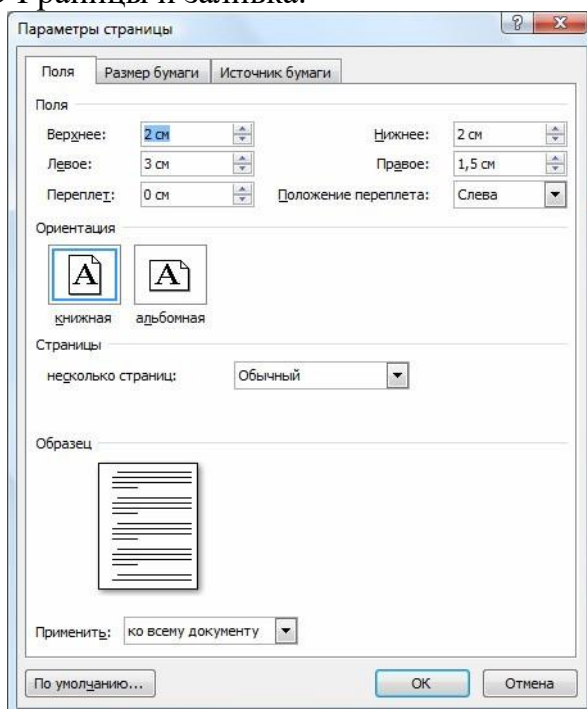 Границы и заливка.
Параметры страницы
Поля Размер бумаги Источник бумаги
Поля
Верхнее: 2 см Нижнее: 2 см
Левое: 3 см Правое: 1,5 см
Переплет: 0 см Положение переплета: Слева
Ориентация
A A
книжная альбомная
Страницы
несколько страниц: Обычный
Образец
Применить: ко всему документу
По умолчанию... ОК Отмена